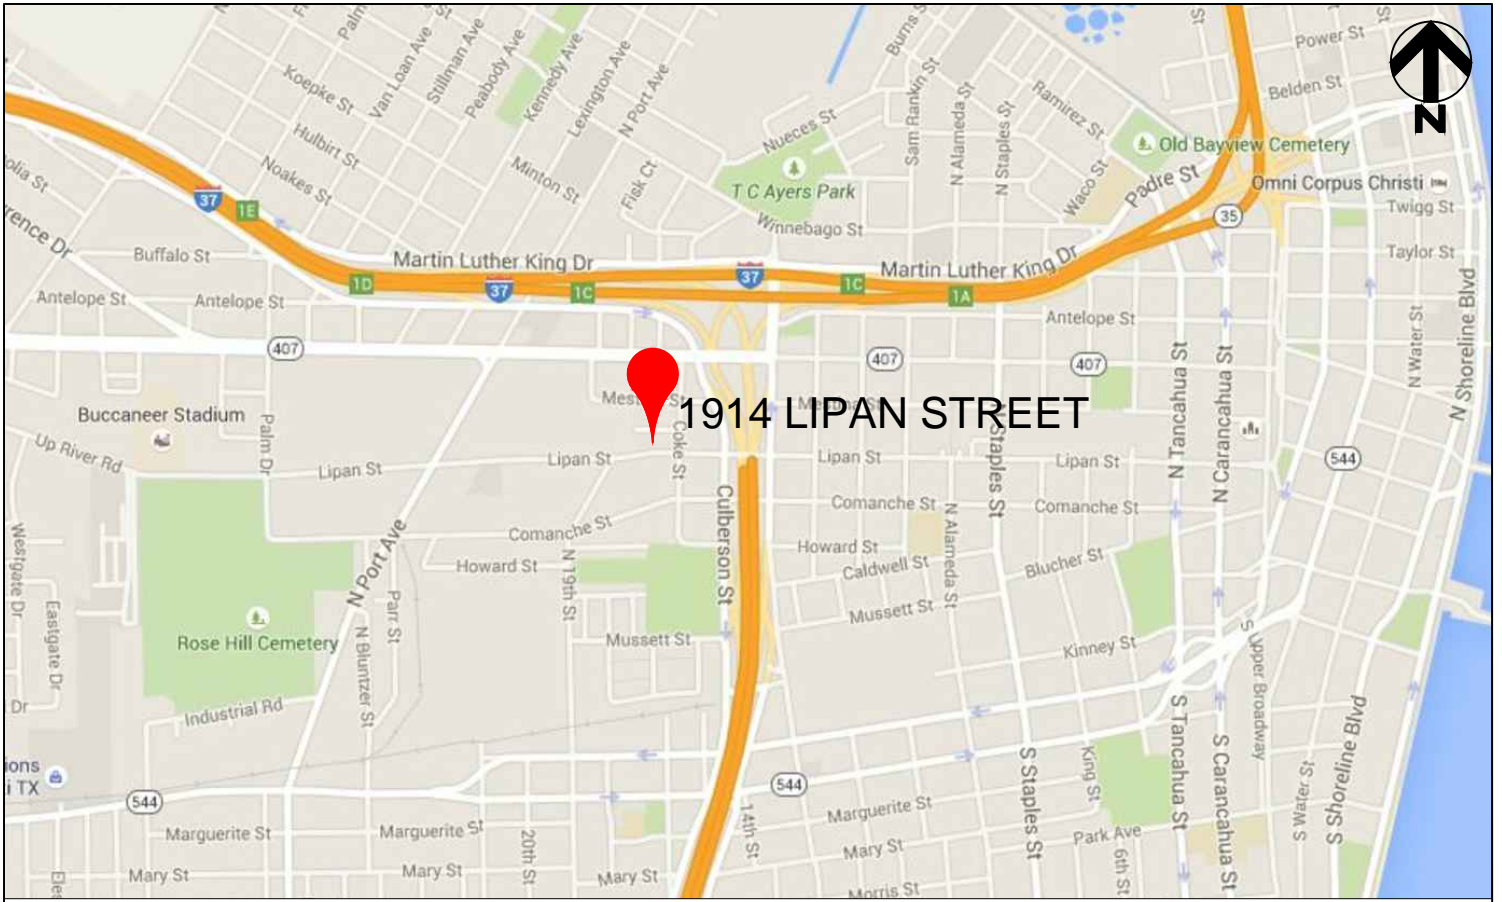 Palm
Van Loan Ave
Stillman Ave
Peabody Ave
Kennedy Ave
Lexington Ave
N Port Ave
Koepke St
Hulbirt St
Noakes St
Minton St
Fisk Ct
Nueces St
T C Ayers Park
Winnebago St
Burns S
Sam Rankin St
N Alameda St
N Staples St
Ramirez St
Waco St
Padre St
St
St
Power St
Belden St
N
Old Bayview Cemetery
Omni Corpus Christi
Twigg St
Taylor St
35
37
1E
olia St
rence Dr
Buffalo St
Antelope St
Antelope St
Martin Luther King Dr
1D
37
1C
37
1C
Martin Luther King Dr
1A
Antelope St
407
407
407
N Water St
N Shoreline Blvd
N Tancahua St
N Carancahua St
Buccaneer Stadium
Palm Dr
Up River Rd
Lipan St
Lipan St
Coke St
1914 LIPAN STREET
N Staples St
Lipan St
Lipan St
544
Culberson St
Comanche St
Comanche St
Comanche St
N Alameda St
Howard St
Howard St
Caldwell St
Blucher St
Mussett St
Mussett St
Kinney St
Westgate Dr
Eastgate Dr
N Port Ave
Parr St
N 19th St
Rose Hill Cemetery
N Bluntzer St
Industrial Rd
Dr
ions
i TX
544
544
S Upper Broadway
S Tancahua St
S Carancahua St
S Staples St
King St
S Water St
S Shoreline Blvd
Marguerite St
Marguerite St
Marguerite St
20th St
14th St
Park Ave
6th St
Mary St
Mary St
Mary St
Mary St
Morris St
Ele